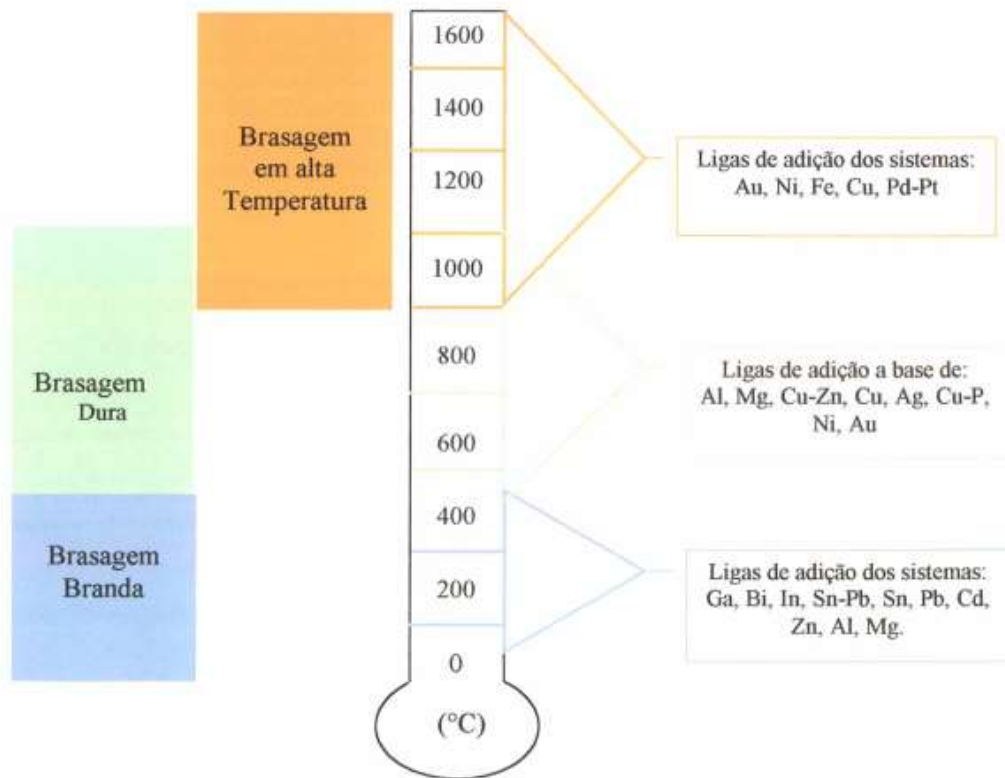 Brasagem
em alta
Temperatura
Brasagem
Dura
Brasagem
Branda
1600
1400
1200
1000
800
600
400
200
0
(°C)
Ligas de adição dos sistemas:
Au, Ni, Fe, Cu, Pd-Pt
Ligas de adição a base de:
Al, Mg, Cu-Zn, Cu, Ag, Cu-P,
Ni, Au
Ligas de adição dos sistemas:
Ga, Bi, In, Sn-Pb, Sn, Pb, Cd,
Zn, Al, Mg.